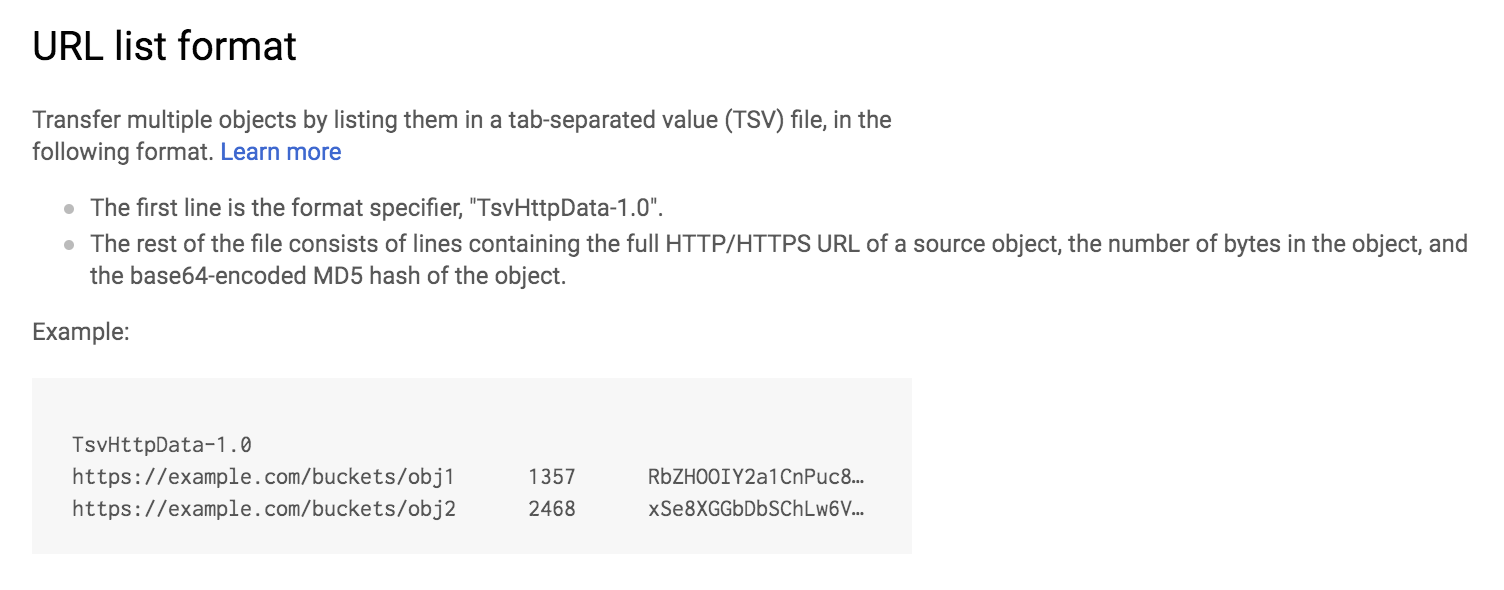 URL list format
Transfer multiple objects by listing them in a tab-separated value (TSV) file, in the
following format. Learn more
The first line is the format specifier, "TsvHttpData-1.0".
The rest of the file consists of lines containing the full HTTP/HTTPS URL of a source object, the number of bytes in the object, and
the base64-encoded MD5 hash of the object.
Example:
TsvHttpData-1.0
https://example.com/buckets/obj1 1357 RbZHOOIY2a1CnPuc8…
https://example.com/buckets/obj2 2468 xSe8XGGbDbSChLw6V…